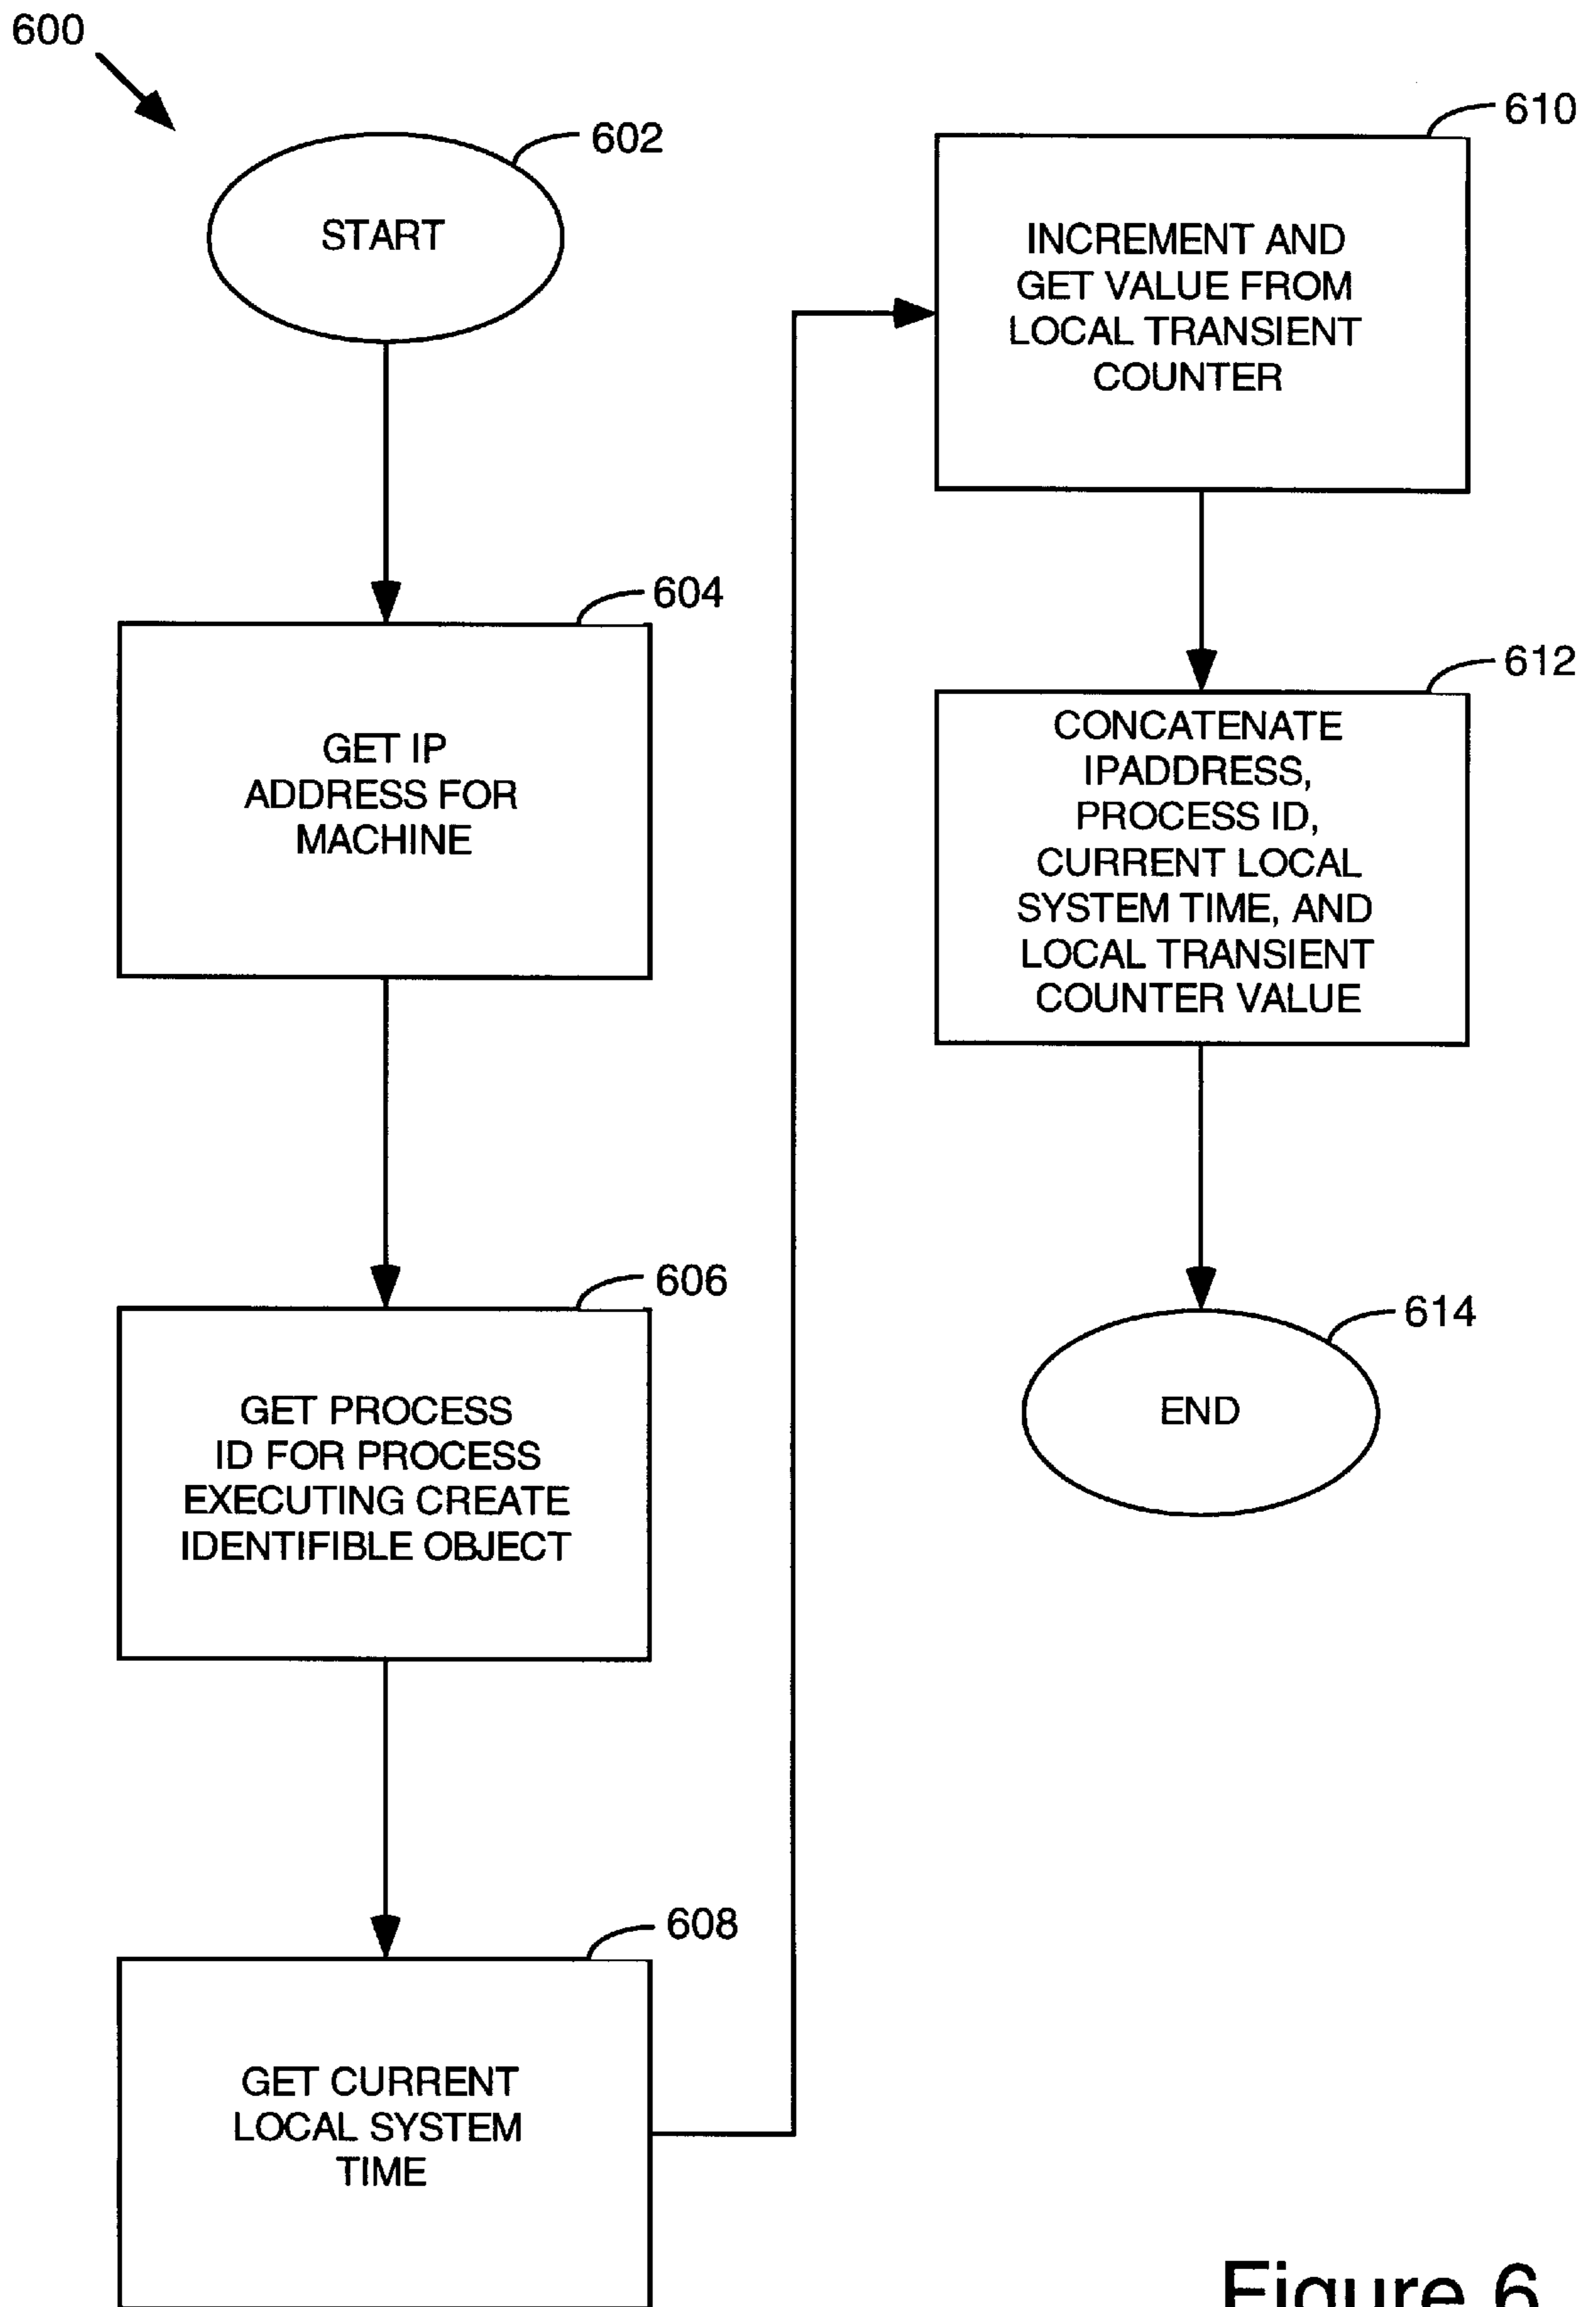 600
602
START
604
GET IP
ADDRESS FOR
MACHINE
606
GET PROCESS
ID FOR PROCESS
EXECUTING CREATE
IDENTIFIBLE OBJECT
608
GET CURRENT
LOCAL SYSTEM
TIME
610
INCREMENT AND
GET VALUE FROM
LOCAL TRANSIENT
COUNTER
612
CONCATENATE
IPADDRESS,
PROCESS ID,
CURRENT LOCAL
SYSTEM TIME, AND
LOCAL TRANSIENT
COUNTER VALUE
614
END
Figure 6